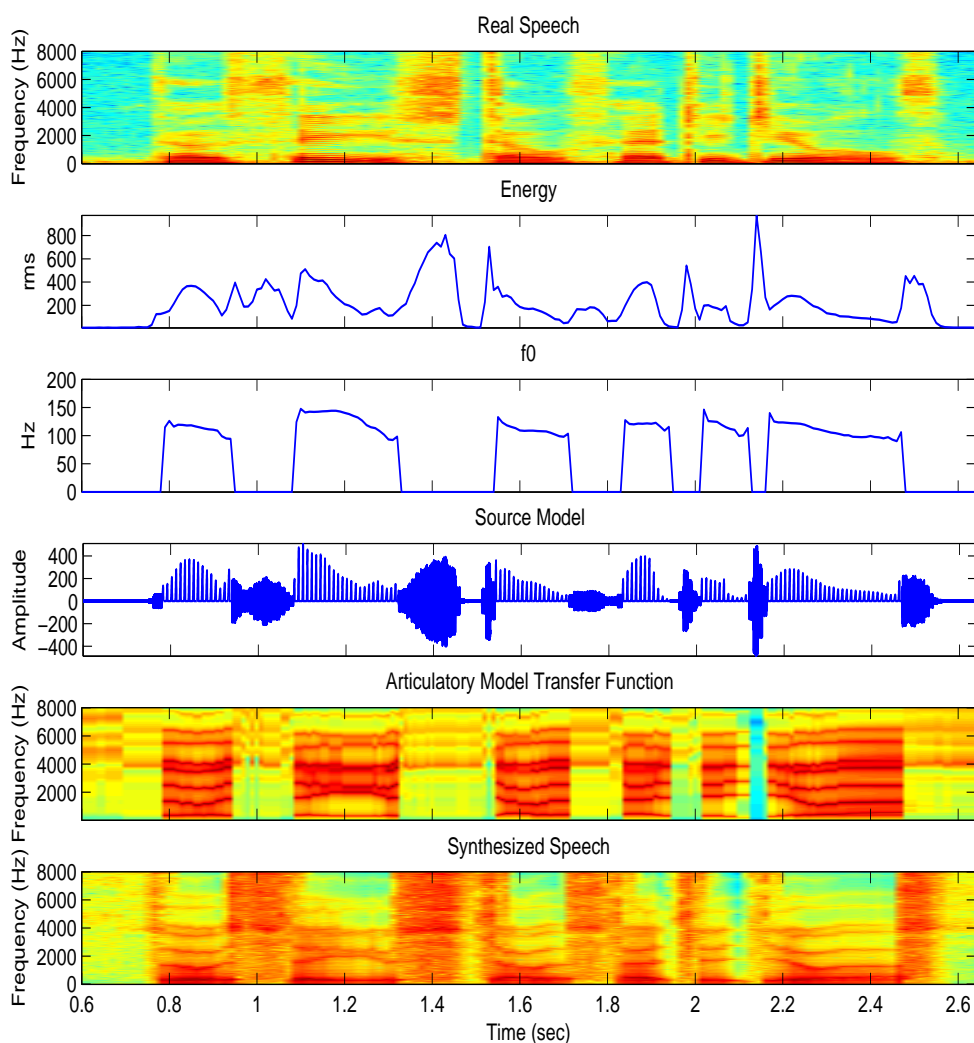 Real Speech
Frequency (Hz)
8000
6000
4000
2000
0
Energy
rms
800
600
400
200
f0
Hz
200
150
100
50
0
Source Model
Amplitude
400
200
0
−200
−400
Articulatory Model Transfer Function
Frequency (Hz)
8000
6000
4000
2000
Synthesized Speech
Frequency (Hz)
8000
6000
4000
2000
0
0.6 0.8 1 1.2 1.4 1.6 1.8 2 2.2 2.4 2.6
Time (sec)